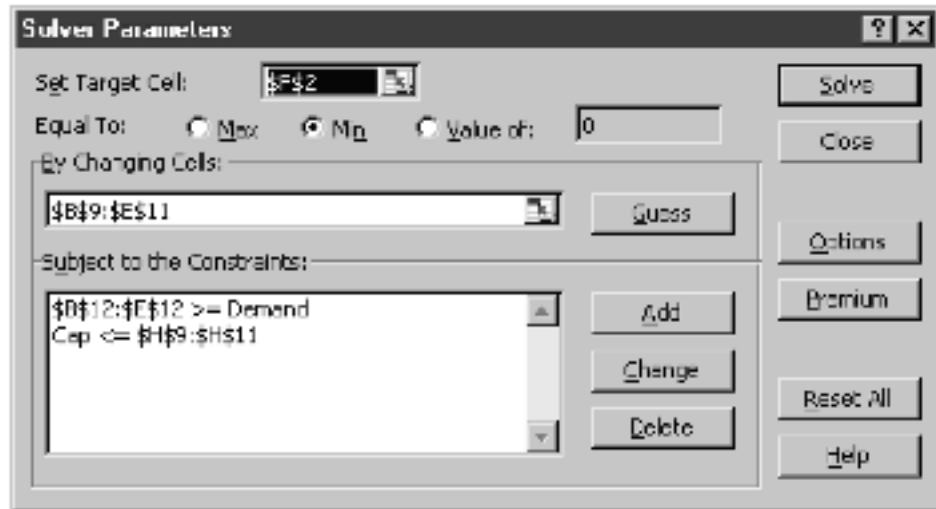 Solver Parameters
? X
Set Target Cell: $F$2
Solve
Equal To: Max Min Value of: 0
Close
By Changing Cells:
$B$9:$E$11
Guess
Options
Subject to the Constraints:
$B$12:$E$12 >= Demand
Cap <= $H$9:$H$11
Add
Premium
Change
Reset All
Delete
Help